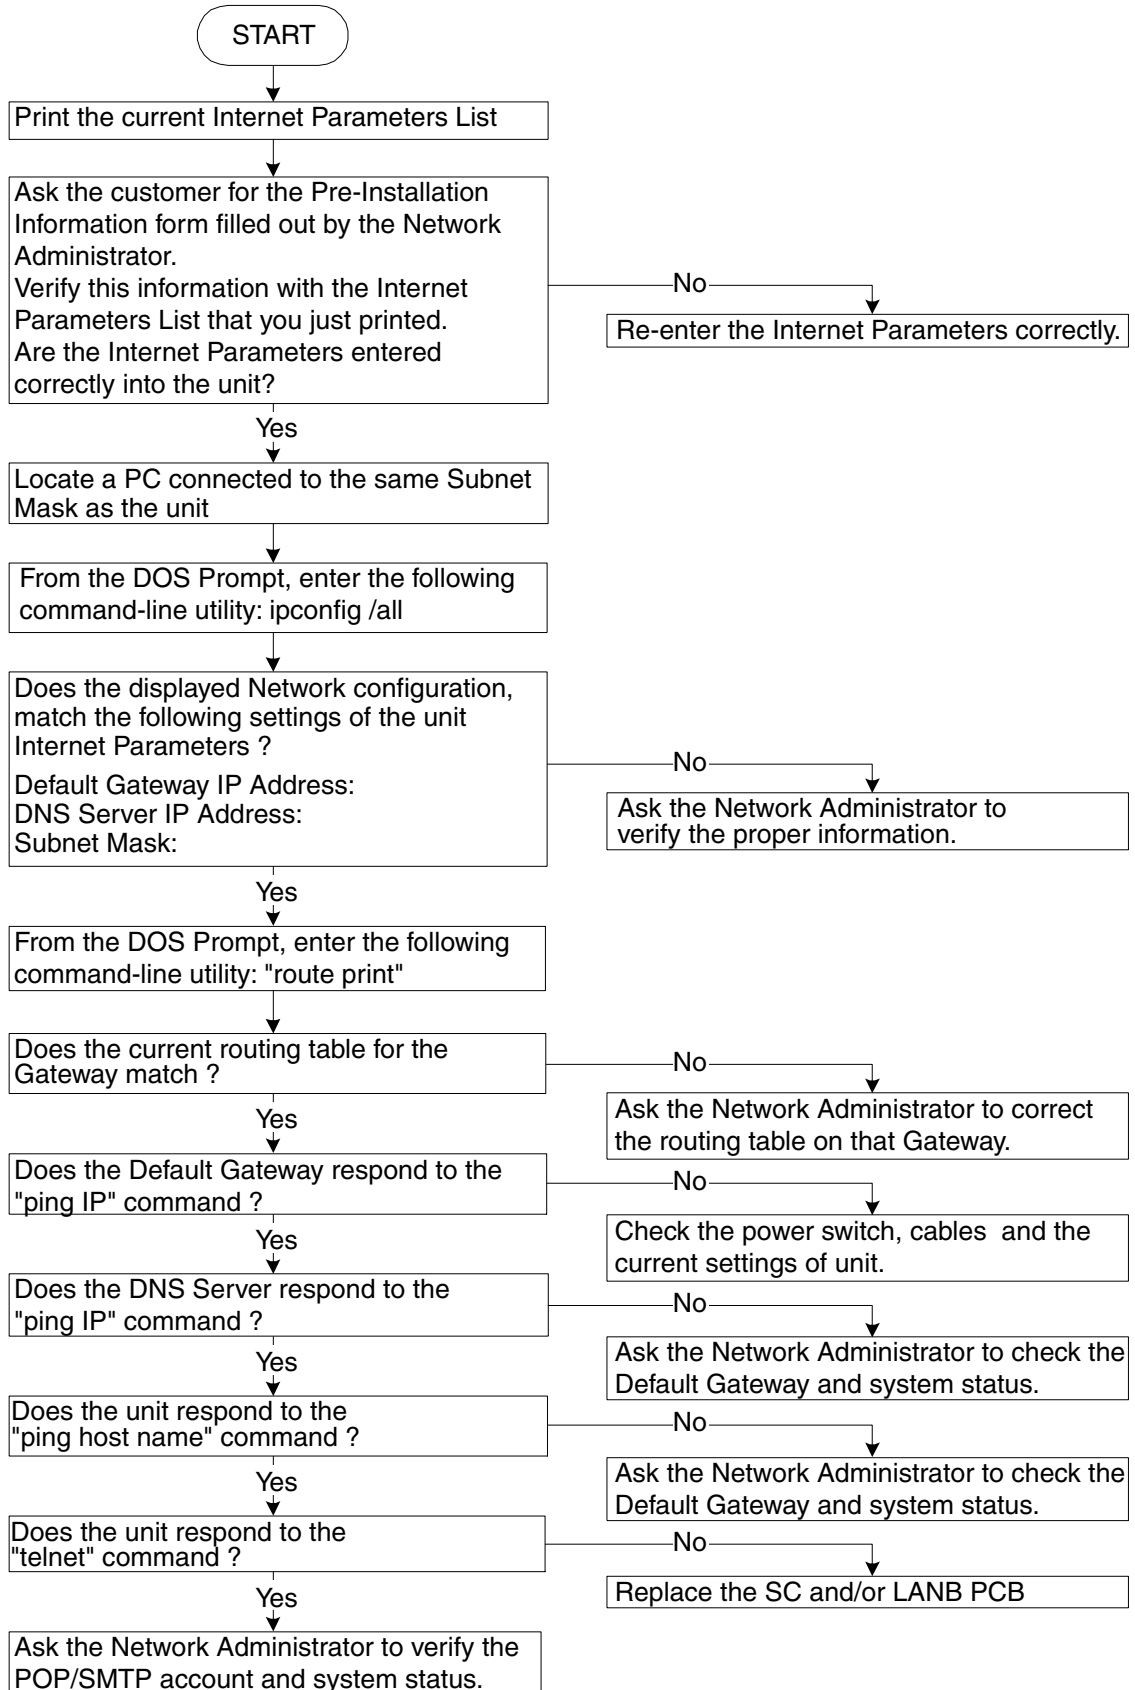 START
Print the current Internet Parameters List
Ask the customer for the Pre-Installation
Information form filled out by the Network
Administrator.
Verify this information with the Internet
Parameters List that you just printed.
Are the Internet Parameters entered
correctly into the unit?
No
Re-enter the Internet Parameters correctly.
Yes
Locate a PC connected to the same Subnet
Mask as the unit
From the DOS Prompt, enter the following
command-line utility: ipconfig /all
Does the displayed Network configuration,
match the following settings of the unit
Internet Parameters ?
Default Gateway IP Address:
DNS Server IP Address:
Subnet Mask:
No
Ask the Network Administrator to
verify the proper information.
Yes
From the DOS Prompt, enter the following
command-line utility: "route print"
Does the current routing table for the
Gateway match ?
No
Ask the Network Administrator to correct
the routing table on that Gateway.
Yes
Does the Default Gateway respond to the
"ping IP" command ?
No
Check the power switch, cables  and the
current settings of unit.
Yes
Does the DNS Server respond to the
"ping IP" command ?
No
Ask the Network Administrator to check the
Default Gateway and system status.
Yes
Does the unit respond to the
"ping host name" command ?
No
Ask the Network Administrator to check the
Default Gateway and system status.
Yes
Does the unit respond to the
"telnet" command ?
No
Replace the SC and/or LANB PCB
Yes
Ask the Network Administrator to verify the
POP/SMTP account and system status.